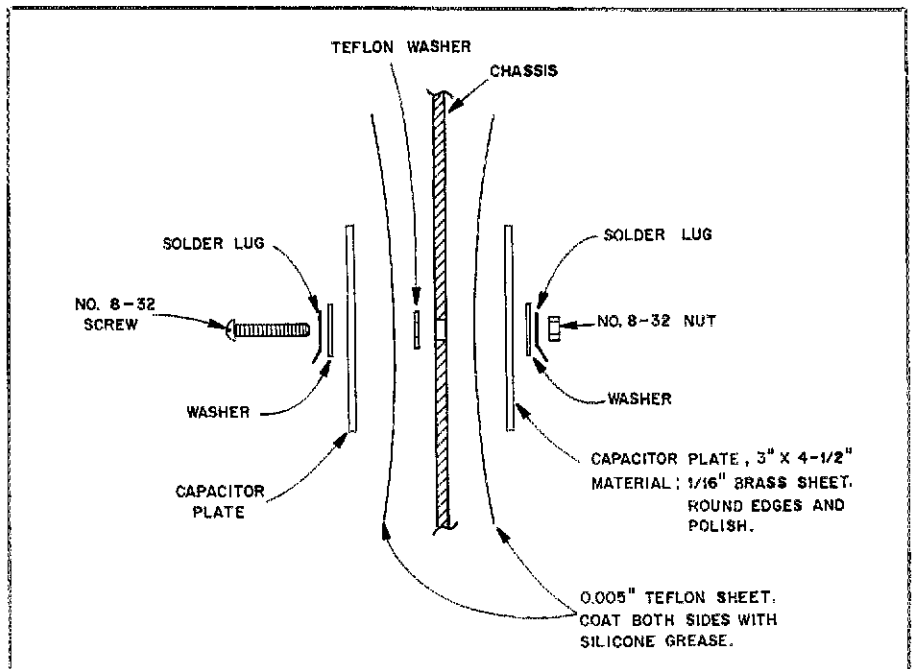 TEFLON WASHER
CHASSIS
SOLDER LUG
SOLDER LUG
NO. 8-32
SCREW
NO. 8-32 NUT
WASHER
WASHER
CAPACITOR
PLATE
CAPACITOR PLATE, 3" X 4-1/2"
MATERIAL: 1/16" BRASS SHEET.
ROUND EDGES AND
POLISH.
0.005" TEFLON SHEET.
COAT BOTH SIDES WITH
SILICONE GREASE.